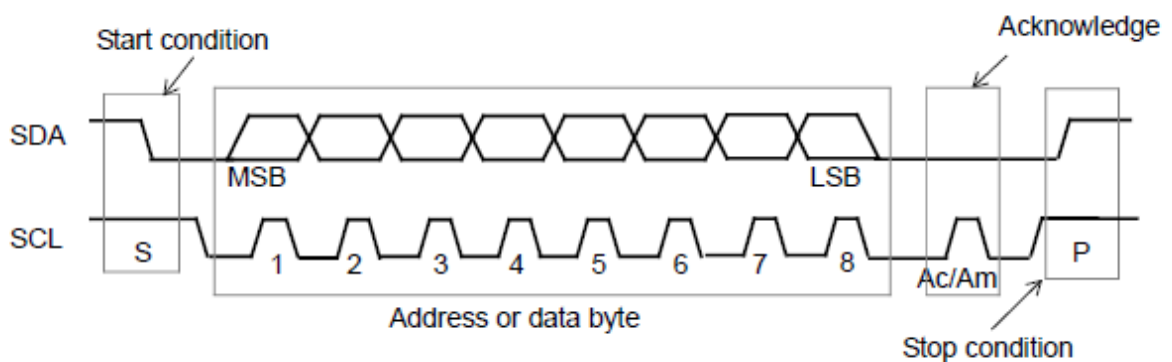 Start condition
Acknowledge
SDA
MSB
LSB
SCL
S
1 2 3 4 5 6 7 8
Ac/Am
P
Address or data byte
Stop condition